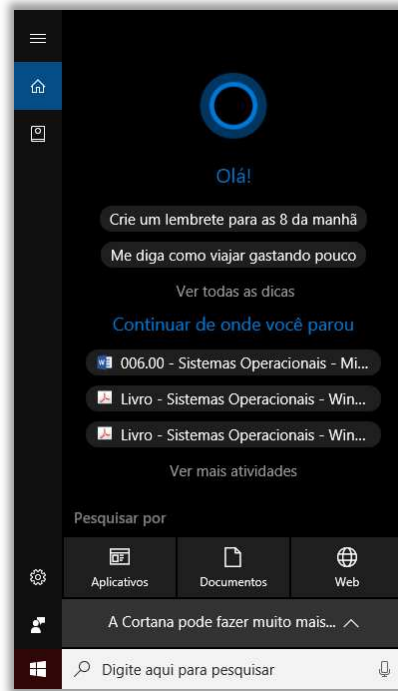 Olá!
Crie um lembrete para as 8 da manhã
Me diga como viajar gastando pouco
Ver todas as dicas
Continuar de onde você parou
006.00 - Sistemas Operacionais - Mi...
Livro - Sistemas Operacionais - Win...
Livro - Sistemas Operacionais - Win...
Ver mais atividades
Pesquisar por
Aplicativos Documentos Web
A Cortana pode fazer muito mais...
Digite aqui para pesquisar